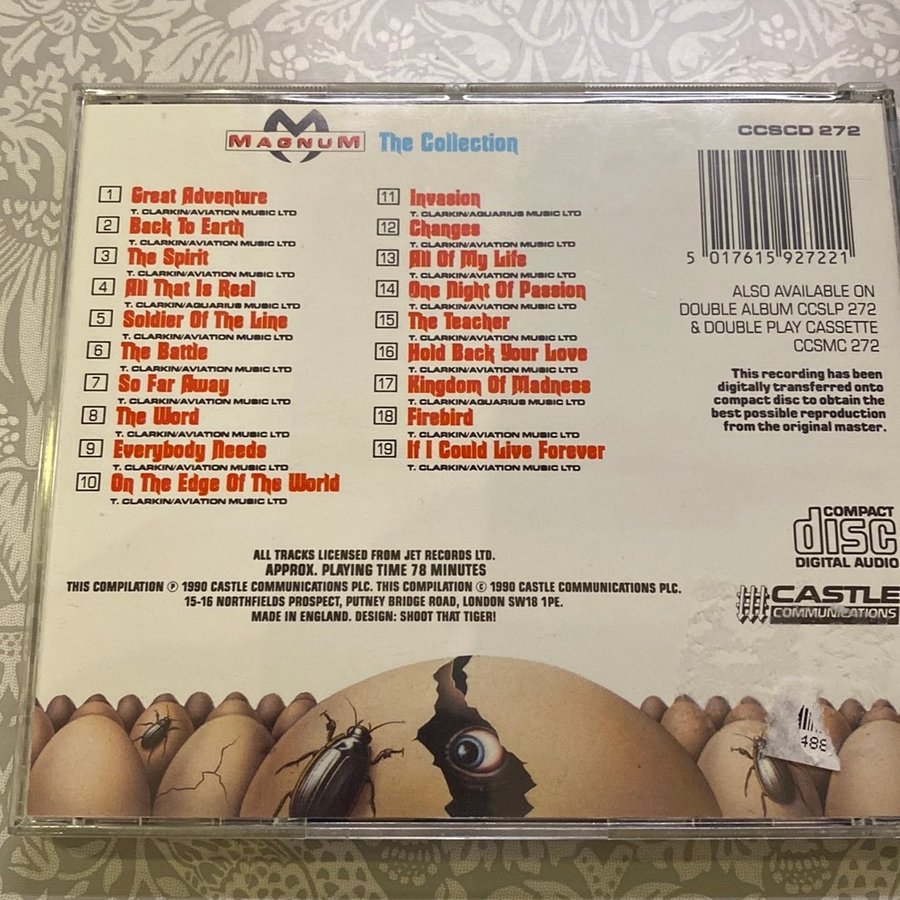 MAGNUM The Collection
CCSCD 272
1 Great Adventure
T. CLARKIN/AVIATION MUSIC LTD
2 Back To Earth
T. CLARKIN/AVIATION MUSIC LTD
3 The Spirit
T. CLARKIN/AVIATION MUSIC LTD
4 All That Is Real
T. CLARKIN/AQUARIUS MUSIC LTD
5 Soldier Of The Line
T. CLARKIN/AVIATION MUSIC LTD
6 The Battle
T. CLARKIN/AVIATION MUSIC LTD
7 So Far Away
T. CLARKIN/AVIATION MUSIC LTD
8 The Word
T. CLARKIN/AVIATION MUSIC LTD
9 Everybody Needs
T. CLARKIN/AVIATION MUSIC LTD
10 On The Edge Of The World
T. CLARKIN/AVIATION MUSIC LTD
11 Invasion
T. CLARKIN/AQUARIUS MUSIC LTD
12 Changes
T. CLARKIN/AVIATION MUSIC LTD
13 All Of My Life
T. CLARKIN/AVIATION MUSIC LTD
14 One Night Of Passion
T. CLARKIN/AVIATION MUSIC LTD
15 The Teacher
T. CLARKIN/AVIATION MUSIC LTD
16 Hold Back Your Love
T. CLARKIN/AVIATION MUSIC LTD
17 Kingdom Of Madness
T. CLARKIN/AQUARIUS MUSIC LTD
18 Firebird
T. CLARKIN/AVIATION MUSIC LTD
19 If I Could Live Forever
T. CLARKIN/AVIATION MUSIC LTD
5 017615 927221
ALSO AVAILABLE ON
DOUBLE ALBUM CCSLP 272
& DOUBLE PLAY CASSETTE
CCSMC 272
This recording has been
digitally transferred onto
compact disc to obtain the
best possible reproduction
from the original master.
COMPACT
disc
DIGITAL AUDIO
CASTLE
COMMUNICATIONS
ALL TRACKS LICENSED FROM JET RECORDS LTD.
APPROX. PLAYING TIME 78 MINUTES
THIS COMPILATION ℗ 1990 CASTLE COMMUNICATIONS PLC. THIS COMPILATION © 1990 CASTLE COMMUNICATIONS PLC.
15-16 NORTHFIELDS PROSPECT, PUTNEY BRIDGE ROAD, LONDON SW18 1PE.
MADE IN ENGLAND. DESIGN: SHOOT THAT TIGER!
488